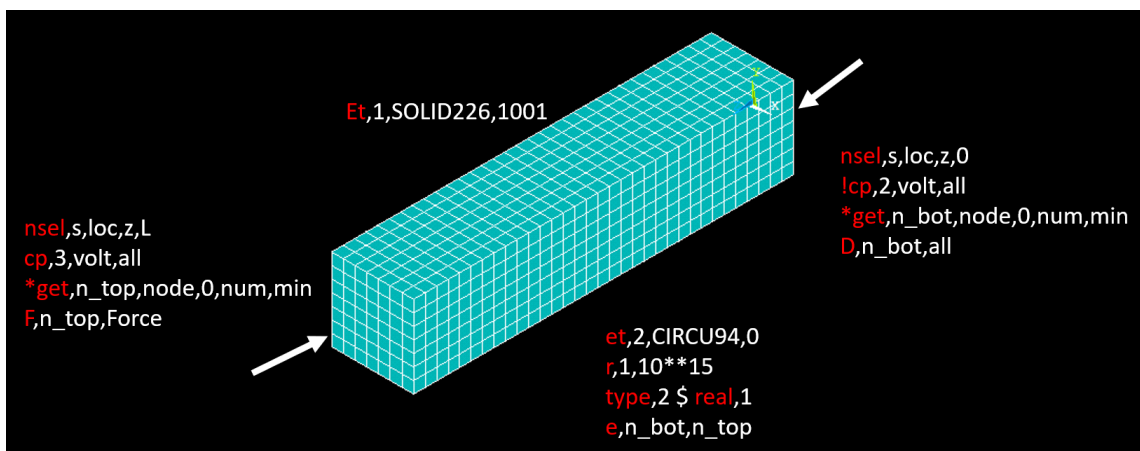 Et,1,SOLID226,1001
Y
X
nsel,s,loc,z,0
!cp,2,volt,all
*get,n_bot,node,0,num,min
D,n_bot,all
nsel,s,loc,z,L
cp,3,volt,all
*get,n_top,node,0,num,min
F,n_top,Force
et,2,CIRCU94,0
r,1,10**15
type,2 $ real,1
e,n_bot,n_top